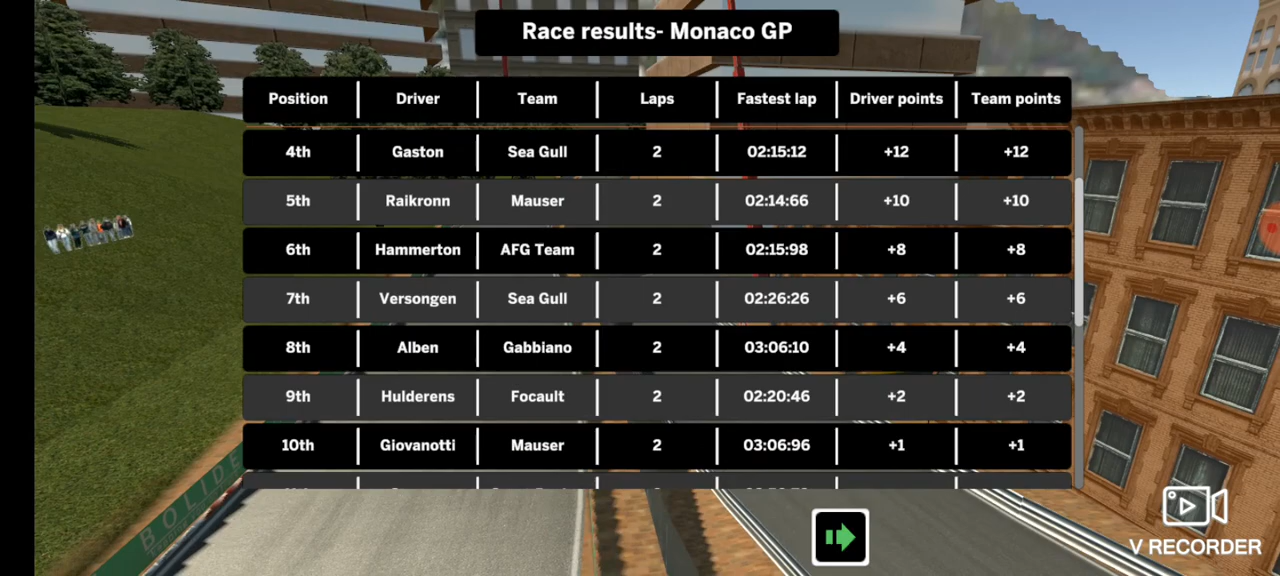 Race results- Monaco GP
Position Driver Team Laps Fastest lap Driver points Team points
4th Gaston Sea Gull 2 02:15:12 +12 +12
5th Raikronn Mauser 2 02:14:66 +10 +10
6th Hammerton AFG Team 2 02:15:98 +8 +8
7th Versongen Sea Gull 2 02:26:26 +6 +6
8th Alben Gabbiano 2 03:06:10 +4 +4
9th Hulderens Focault 2 02:20:46 +2 +2
10th Giovanotti Mauser 2 03:06:96 +1 +1
BOLIDE
V RECORDER